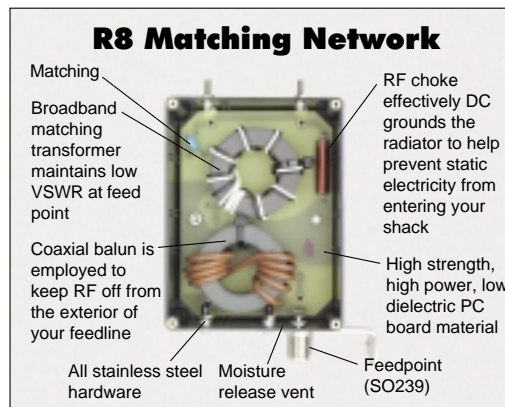 R8 Matching Network
Matching
Broadband
matching
transformer
maintains low
VSWR at feed
point
Coaxial balun is
employed to
keep RF off from
the exterior of
your feedline
All stainless steel
hardware
Moisture
release vent
RF choke
effectively DC
grounds the
radiator to help
prevent static
electricity from
entering your
shack
High strength,
high power, low
dielectric PC
board material
Feedpoint
(SO239)